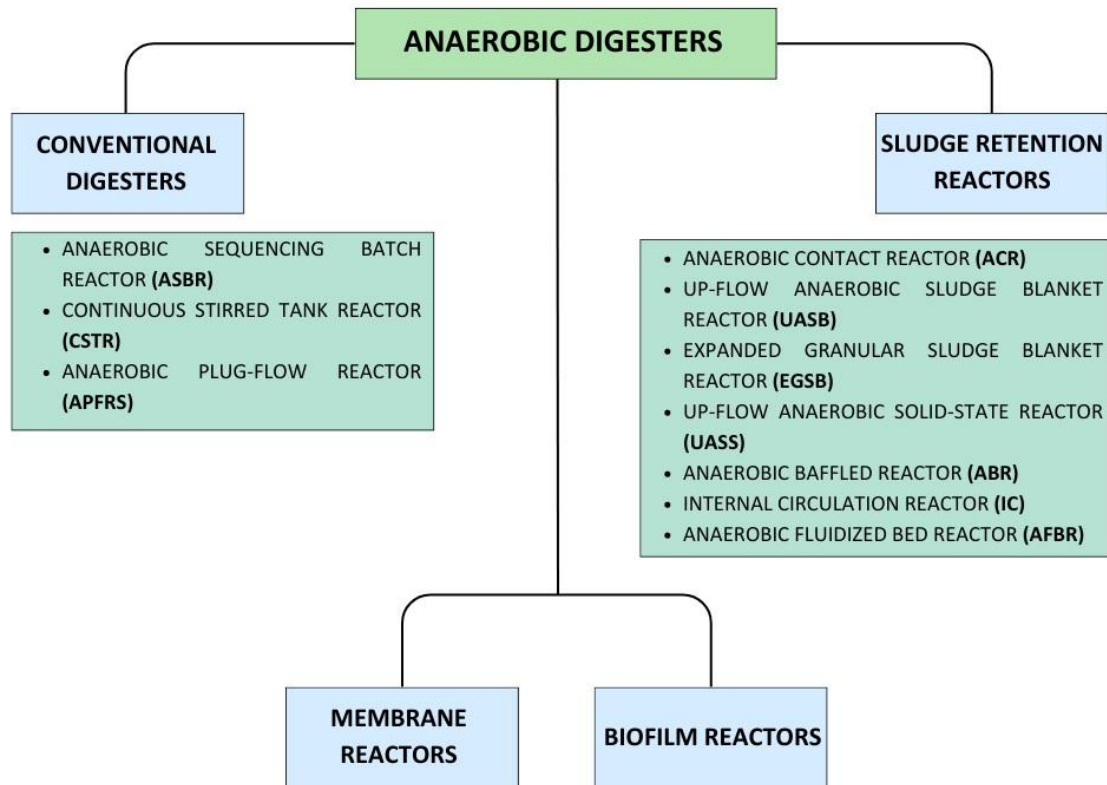 ANAEROBIC DIGESTERS
CONVENTIONAL
DIGESTERS
• ANAEROBIC SEQUENCING BATCH
REACTOR (ASBR)
• CONTINUOUS STIRRED TANK REACTOR
(CSTR)
• ANAEROBIC PLUG-FLOW REACTOR
(APFRS)
SLUDGE RETENTION
REACTORS
• ANAEROBIC CONTACT REACTOR (ACR)
• UP-FLOW ANAEROBIC SLUDGE BLANKET
REACTOR (UASB)
• EXPANDED GRANULAR SLUDGE BLANKET
REACTOR (EGSB)
• UP-FLOW ANAEROBIC SOLID-STATE REACTOR
(UASS)
• ANAEROBIC BAFFLED REACTOR (ABR)
• INTERNAL CIRCULATION REACTOR (IC)
• ANAEROBIC FLUIDIZED BED REACTOR (AFBR)
MEMBRANE
REACTORS
BIOFILM REACTORS